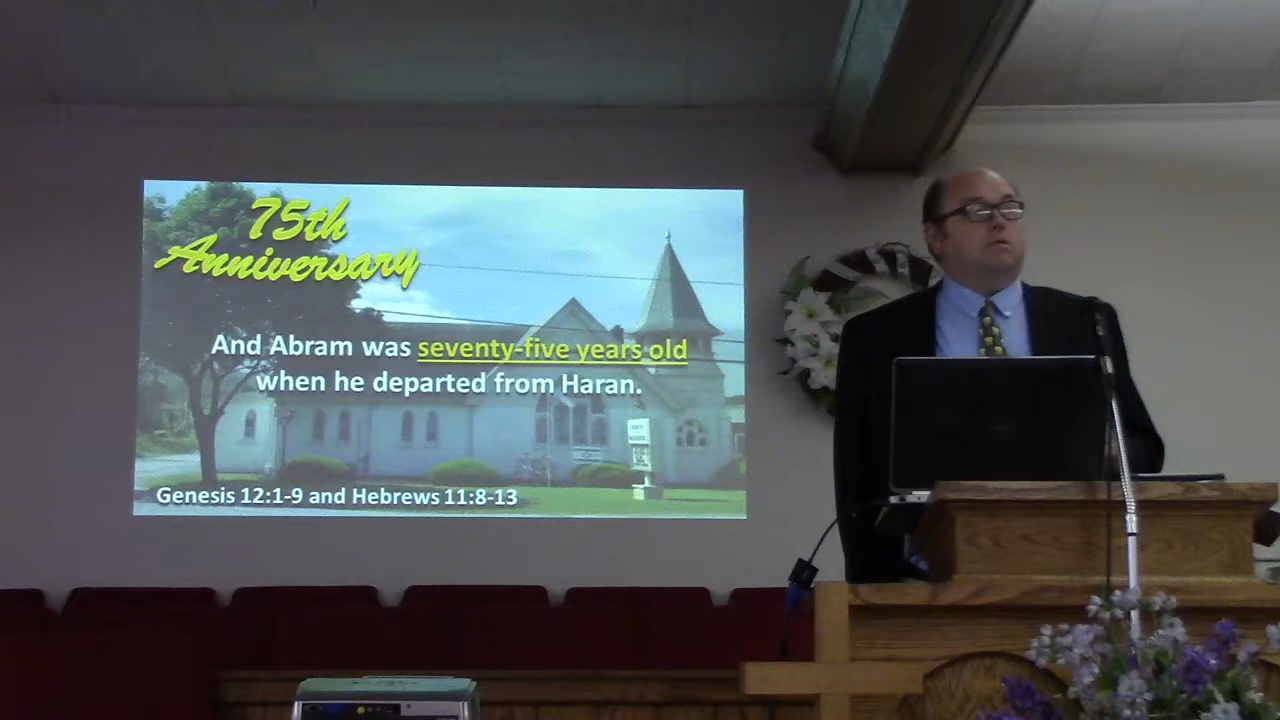 75th
Anniversary
And Abram was seventy-five years old
when he departed from Haran.
Genesis 12:1-9 and Hebrews 11:8-13